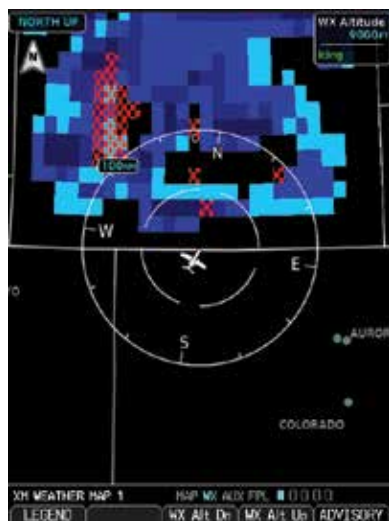 NORTH UP
WX Altitude
9000FT
Icing
N
100NM
N
W
E
S
AUROR
COLORADO
XM WEATHER MAP 1
MAP WX AUX FPL
LEGEND
WX Alt Dn
WX Alt Up
ADVISORY